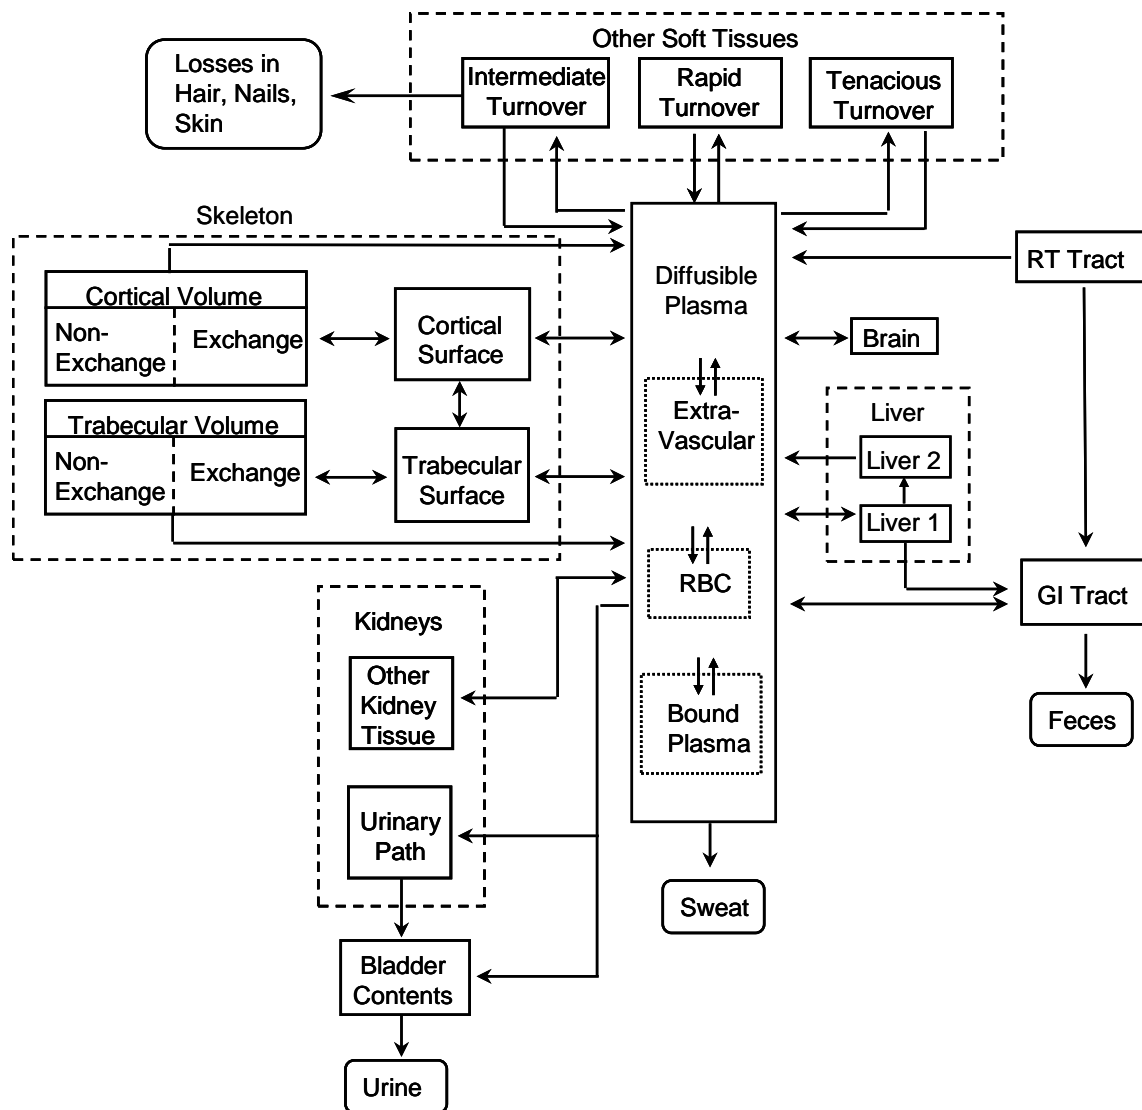 Other Soft Tissues
Losses in
Hair, Nails,
Skin
Intermediate
Turnover
Rapid
Turnover
Tenacious
Turnover
Skeleton
Cortical Volume
Non-
Exchange
Exchange
Cortical
Surface
Trabecular Volume
Non-
Exchange
Exchange
Trabecular
Surface
Diffusible
Plasma
Extra-
Vascular
RBC
Bound
Plasma
RT Tract
Brain
Liver
Liver 2
Liver 1
GI Tract
Feces
Kidneys
Other
Kidney
Tissue
Urinary
Path
Sweat
Bladder
Contents
Urine